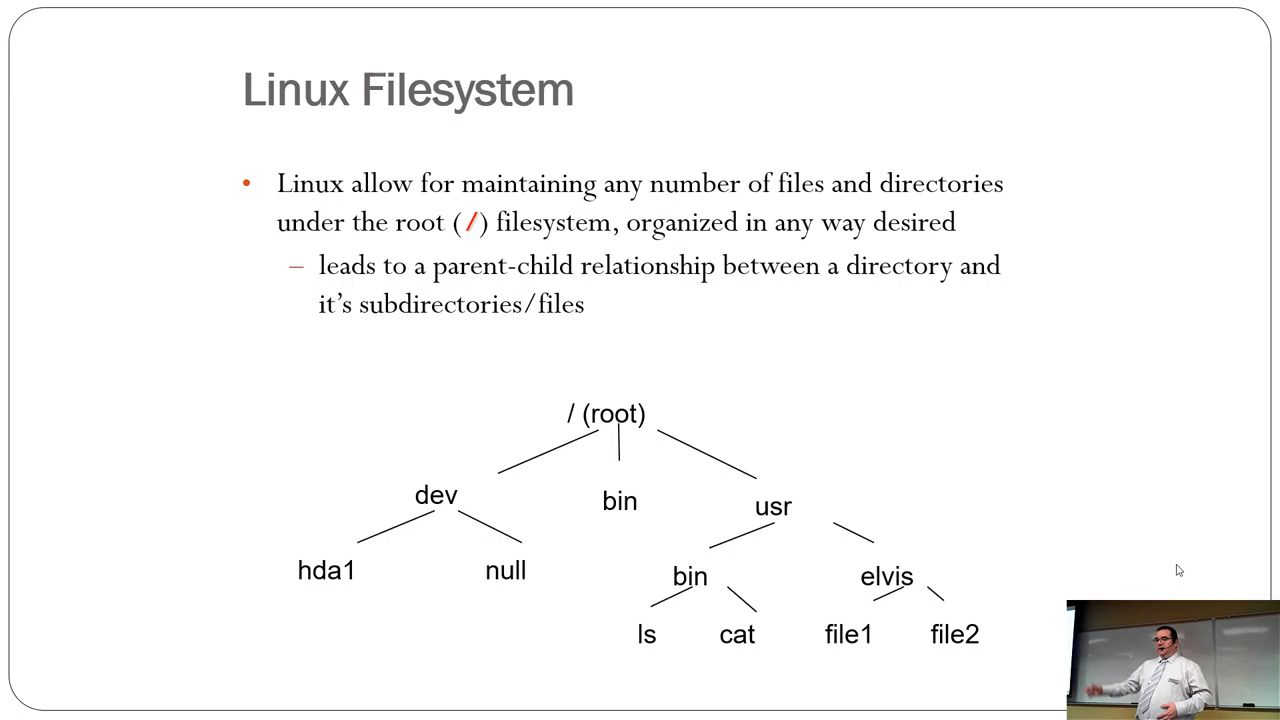 Linux Filesystem
• Linux allow for maintaining any number of files and directories
under the root (/) filesystem, organized in any way desired
– leads to a parent-child relationship between a directory and
it’s subdirectories/files
/ (root)
dev bin usr
hda1 null bin elvis
ls cat file1 file2